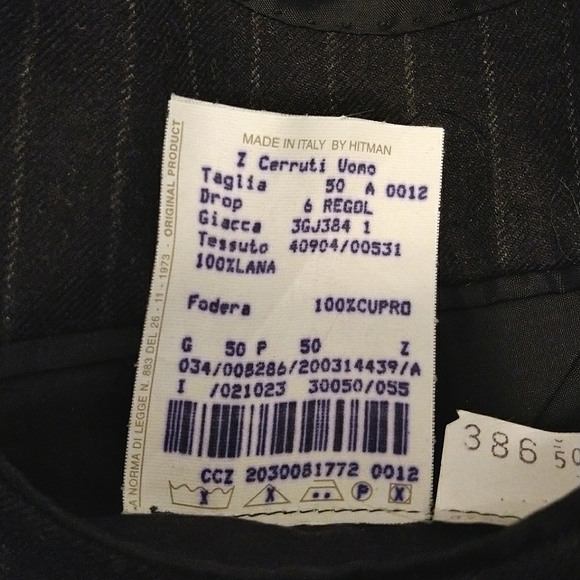 MADE IN ITALY BY HITMAN
Z Cerruti Uomo
Taglia 50 A 0012
Drop 6 REGOL
Giacca 3GJ384 1
Tessuto 40904/00531
100%LANA
Fodera 100%CUPRO
G 50 P 50 Z
034/008286/200314439/A
I /021023 30050/055
CCZ 2030081772 0012
P
A NORMA DI LEGGE N. 883 DEL 26 - 11 - 1973 - ORIGINAL PRODUCT
386